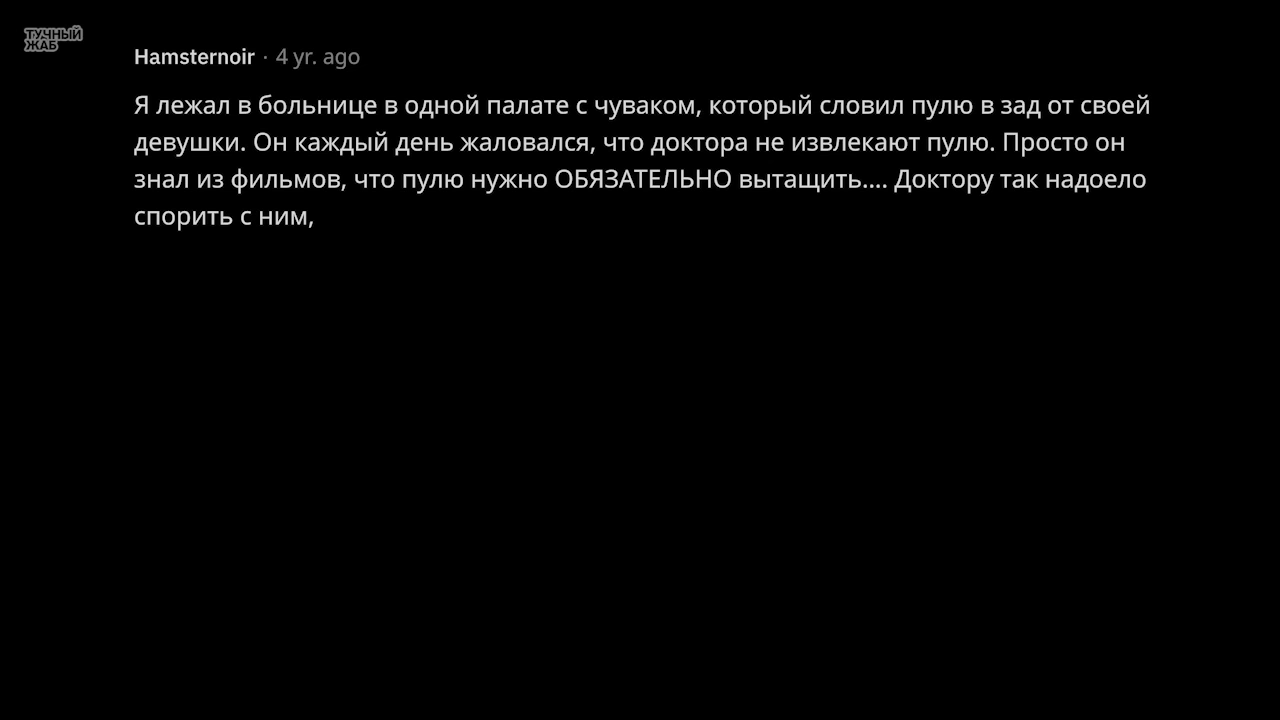 ТУЧНЫЙ
ЖАБ
Hamsternoir · 4 yr. ago
Я лежал в больнице в одной палате с чуваком, который словил пулю в зад от своей
девушки. Он каждый день жаловался, что доктора не извлекают пулю. Просто он
знал из фильмов, что пулю нужно ОБЯЗАТЕЛЬНО вытащить.... Доктору так надоело
спорить с ним,